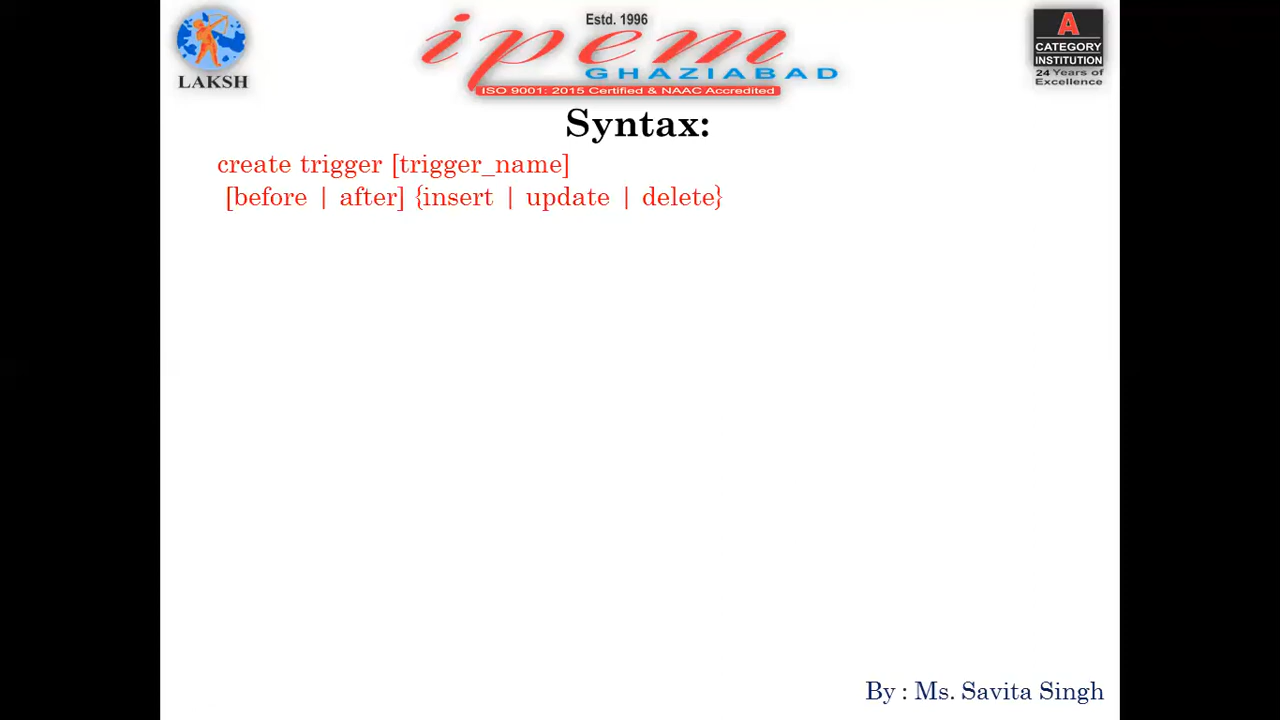 Estd. 1996
ipem
GHAZIABAD
ISO 9001: 2015 Certified & NAAC Accredited
LAKSH
A
CATEGORY
INSTITUTION
24 Years of
Excellence
Syntax:
create trigger [trigger_name]
[before | after] {insert | update | delete}
By : Ms. Savita Singh